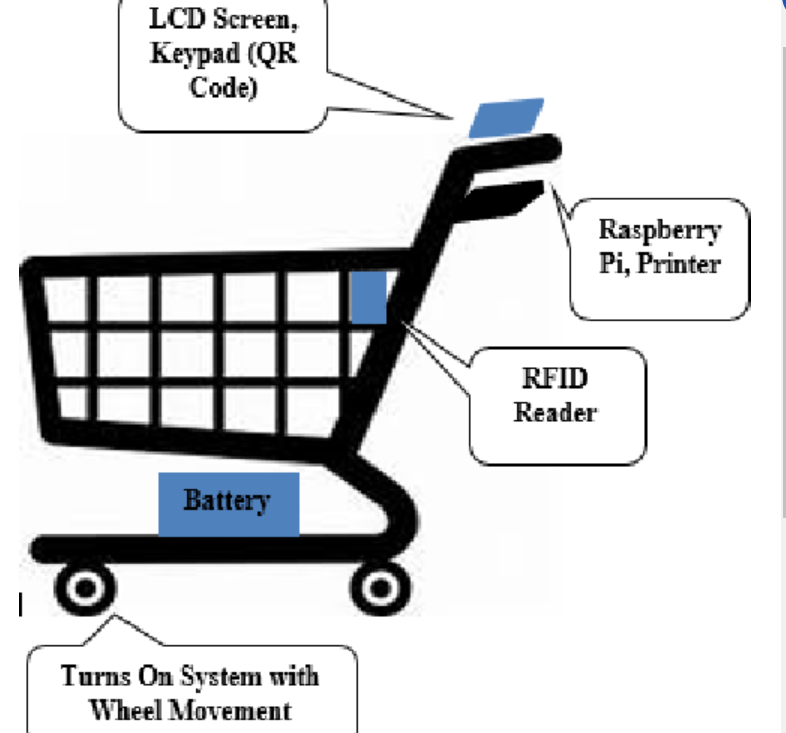 LCD Screen,
Keypad (QR
Code)
Raspberry
Pi, Printer
RFID
Reader
Battery
Turns On System with
Wheel Movement